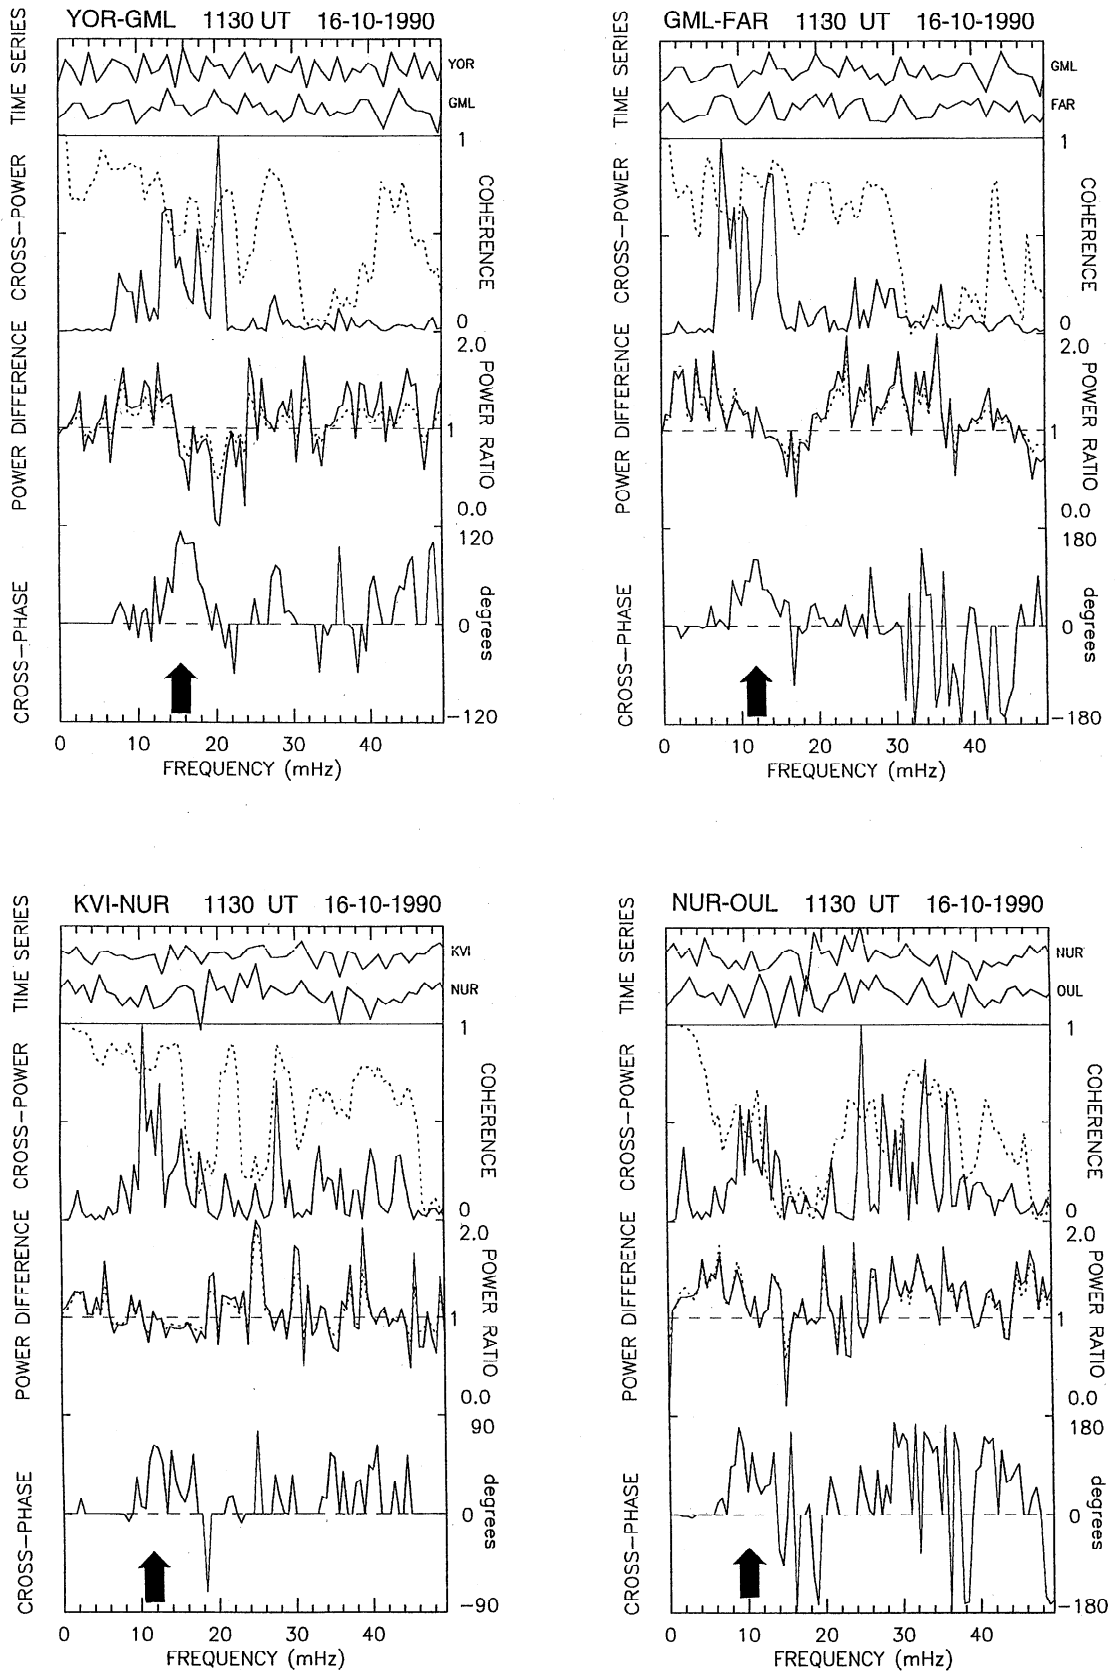 YOR-GML 1130 UT 16-10-1990
TIME SERIES
YOR
GML
CROSS-POWER
COHERENCE
1
0
POWER DIFFERENCE
POWER RATIO
2.0
1
0.0
CROSS-PHASE
degrees
120
0
-120
0 10 20 30 40
FREQUENCY (mHz)
GML-FAR 1130 UT 16-10-1990
TIME SERIES
GML
FAR
CROSS-POWER
COHERENCE
1
0
POWER DIFFERENCE
POWER RATIO
2.0
1
0.0
CROSS-PHASE
degrees
180
0
-180
0 10 20 30 40
FREQUENCY (mHz)
KVI-NUR 1130 UT 16-10-1990
TIME SERIES
KVI
NUR
CROSS-POWER
COHERENCE
1
0
POWER DIFFERENCE
POWER RATIO
2.0
1
0.0
CROSS-PHASE
degrees
90
0
-90
0 10 20 30 40
FREQUENCY (mHz)
NUR-OUL 1130 UT 16-10-1990
TIME SERIES
NUR
OUL
CROSS-POWER
COHERENCE
1
0
POWER DIFFERENCE
POWER RATIO
2.0
1
0.0
CROSS-PHASE
degrees
180
0
-180
0 10 20 30 40
FREQUENCY (mHz)